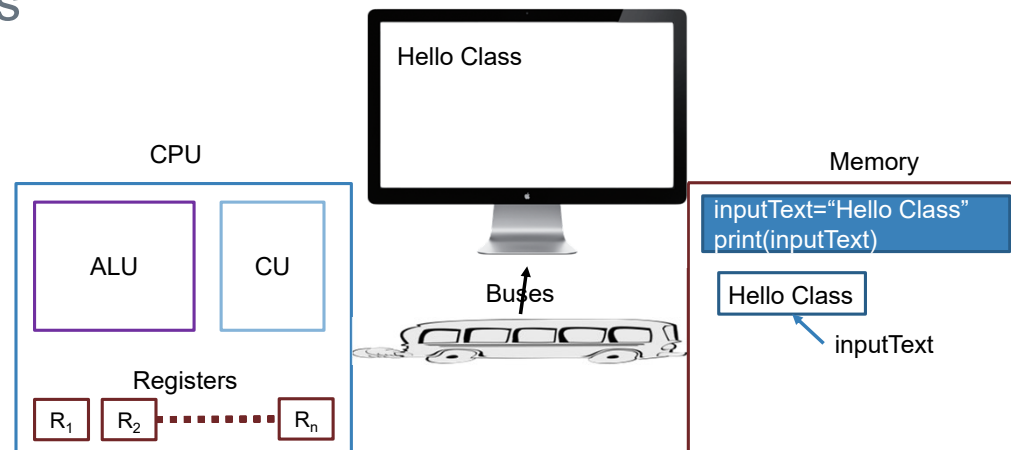 s
Hello Class
CPU
Memory
inputText=“Hello Class”
print(inputText)
ALU
CU
Buses
Hello Class
inputText
Registers
R₁
R₂
Rₙ